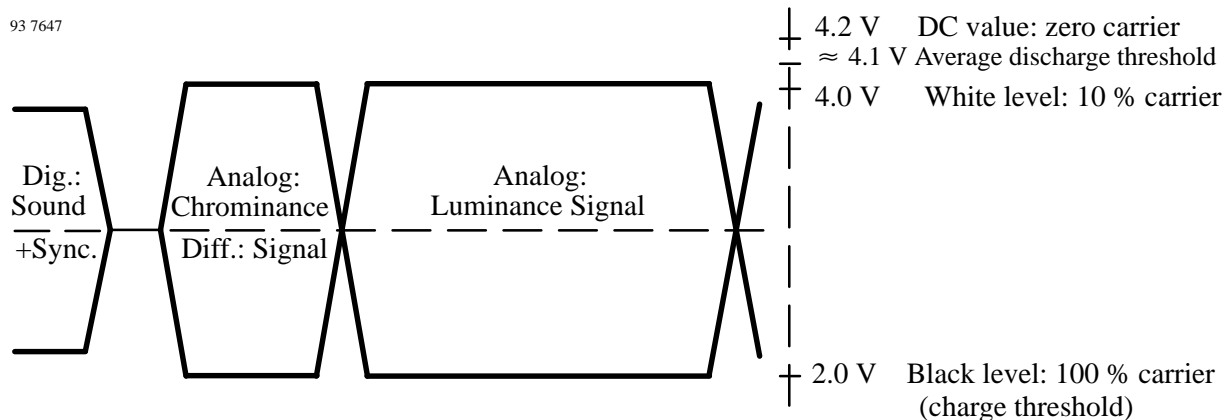 93 7647
4.2 V DC value: zero carrier
≈ 4.1 V Average discharge threshold
4.0 V White level: 10 % carrier
Dig.:
Sound
+Sync.
Analog:
Chrominance
Diff.: Signal
Analog:
Luminance Signal
2.0 V Black level: 100 % carrier
(charge threshold)